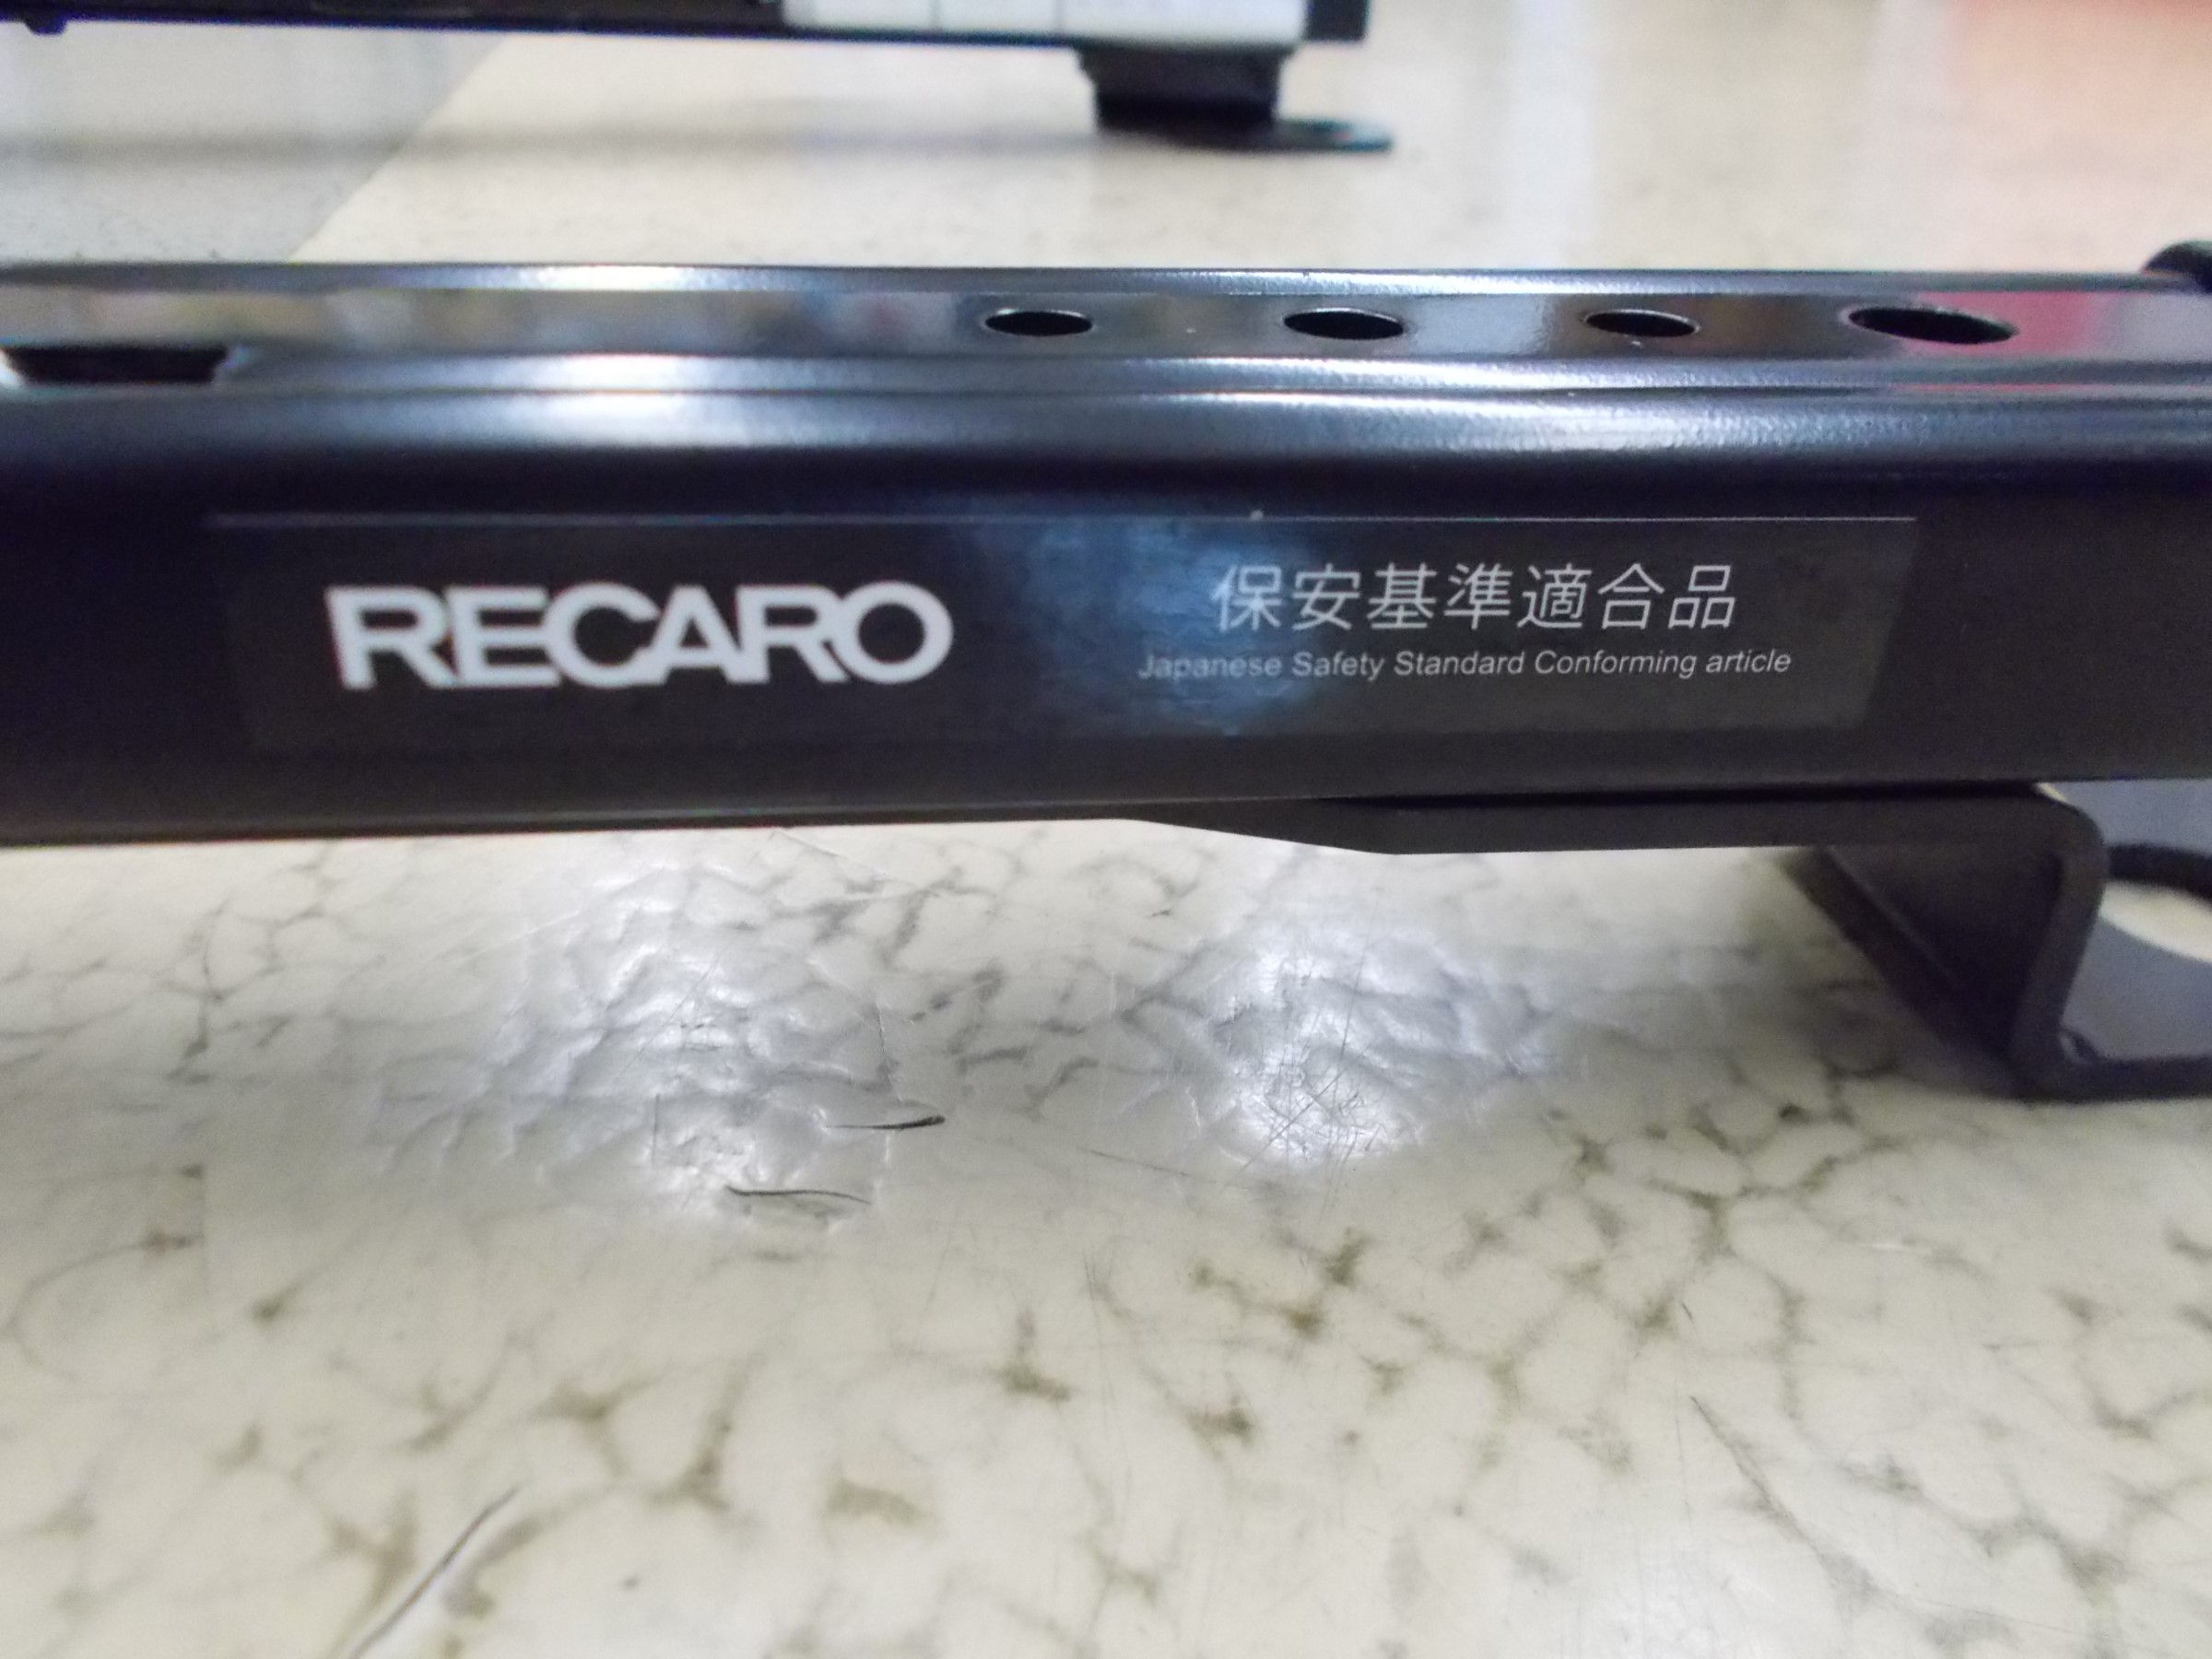 RECARO
保安基準適合品
Japanese Safety Standard Conforming article